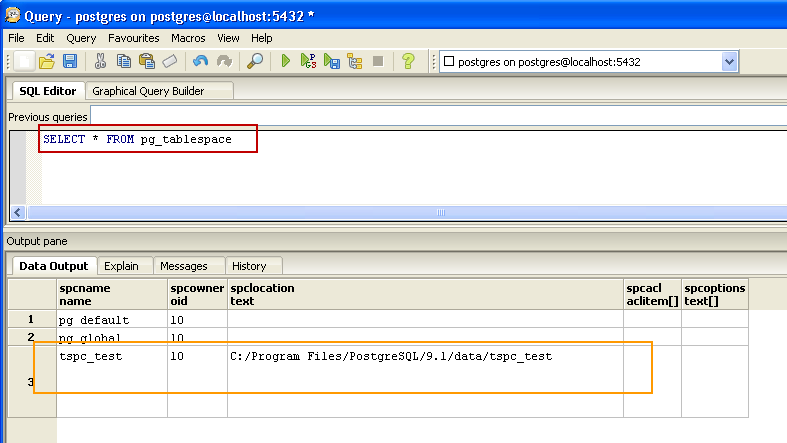 Query - postgres on postgres@localhost:5432 *
File Edit Query Favourites Macros View Help
postgres on postgres@localhost:5432
SQL Editor Graphical Query Builder
Previous queries
SELECT * FROM pg_tablespace
Output pane
Data Output Explain Messages History
spcname spcowner spclocation spcacl spcoptions
name oid text aclitem[] text[]
1 pg_default 10
2 pg_global 10
3 tspc_test 10 C:/Program Files/PostgreSQL/9.1/data/tspc_test